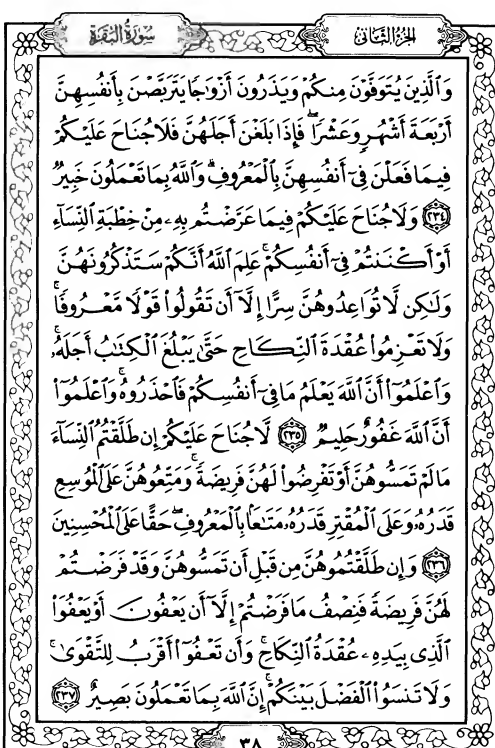 الجزء الثاني
سورة البقرة
وَٱلَّذِينَ يُتَوَفَّوْنَ مِنكُمْ وَيَذَرُونَ أَزْوَٰجًا يَتَرَبَّصْنَ بِأَنفُسِهِنَّ
أَرْبَعَةَ أَشْهُرٍ وَعَشْرًا ۖ فَإِذَا بَلَغْنَ أَجَلَهُنَّ فَلَا جُنَاحَ عَلَيْكُمْ
فِيمَا فَعَلْنَ فِىٓ أَنفُسِهِنَّ بِٱلْمَعْرُوفِ ۗ وَٱللَّهُ بِمَا تَعْمَلُونَ خَبِيرٌ
٢٣٤ وَلَا جُنَاحَ عَلَيْكُمْ فِيمَا عَرَّضْتُم بِهِۦ مِنْ خِطْبَةِ ٱلنِّسَآءِ
أَوْ أَكْنَنتُمْ فِىٓ أَنفُسِكُمْ ۚ عَلِمَ ٱللَّهُ أَنَّكُمْ سَتَذْكُرُونَهُنَّ
وَلَٰكِن لَّا تُوَاعِدُوهُنَّ سِرًّا إِلَّآ أَن تَقُولُوا۟ قَوْلًا مَّعْرُوفًا ۚ
وَلَا تَعْزِمُوا۟ عُقْدَةَ ٱلنِّكَاحِ حَتَّىٰ يَبْلُغَ ٱلْكِتَٰبُ أَجَلَهُۥ ۚ
وَٱعْلَمُوٓا۟ أَنَّ ٱللَّهَ يَعْلَمُ مَا فِىٓ أَنفُسِكُمْ فَٱحْذَرُوهُ ۚ وَٱعْلَمُوٓا۟
أَنَّ ٱللَّهَ غَفُورٌ حَلِيمٌ ٢٣٥ لَّا جُنَاحَ عَلَيْكُمْ إِن طَلَّقْتُمُ ٱلنِّسَآءَ
مَا لَمْ تَمَسُّوهُنَّ أَوْ تَفْرِضُوا۟ لَهُنَّ فَرِيضَةً ۚ وَمَتِّعُوهُنَّ عَلَى ٱلْمُوسِعِ
قَدَرُهُۥ وَعَلَى ٱلْمُقْتِرِ قَدَرُهُۥ مَتَٰعًۢا بِٱلْمَعْرُوفِ ۖ حَقًّا عَلَى ٱلْمُحْسِنِينَ
٢٣٦ وَإِن طَلَّقْتُمُوهُنَّ مِن قَبْلِ أَن تَمَسُّوهُنَّ وَقَدْ فَرَضْتُمْ
لَهُنَّ فَرِيضَةً فَنِصْفُ مَا فَرَضْتُمْ إِلَّآ أَن يَعْفُونَ أَوْ يَعْفُوَا۟
ٱلَّذِى بِيَدِهِۦ عُقْدَةُ ٱلنِّكَاحِ ۚ وَأَن تَعْفُوٓا۟ أَقْرَبُ لِلتَّقْوَىٰ ۚ
وَلَا تَنسَوُا۟ ٱلْفَضْلَ بَيْنَكُمْ ۚ إِنَّ ٱللَّهَ بِمَا تَعْمَلُونَ بَصِيرٌ ٢٣٧
٣٨